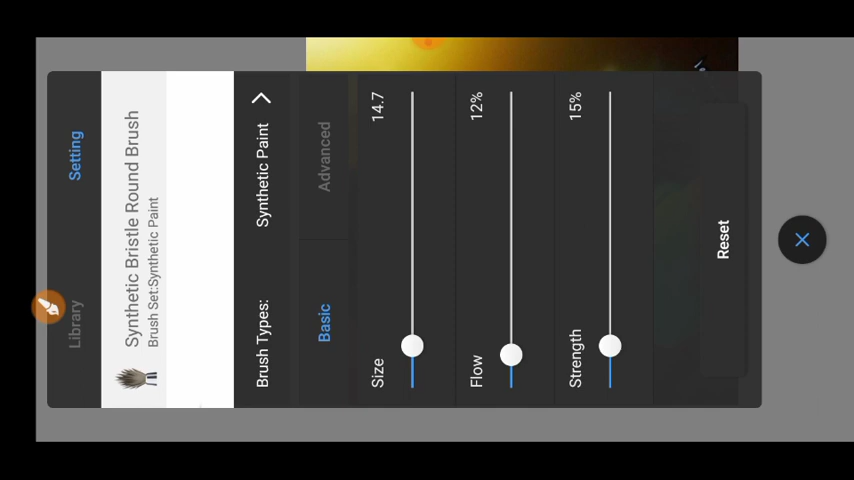 Library
Setting
Synthetic Bristle Round Brush
Brush Set:Synthetic Paint
Brush Types:
Synthetic Paint
Basic
Advanced
Size
14.7
Flow
12%
Strength
15%
Reset